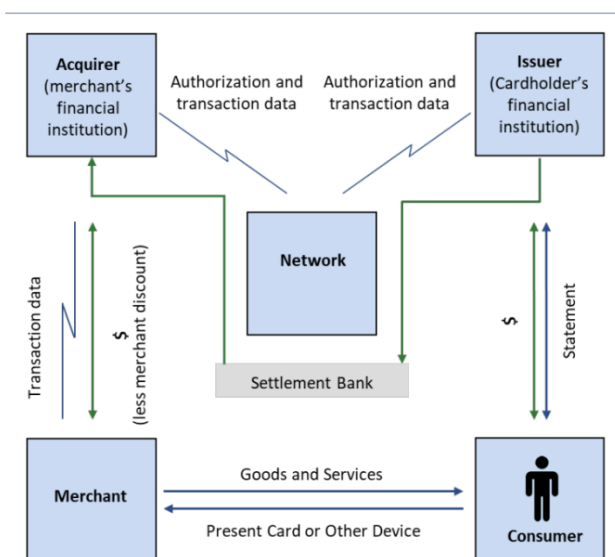 Acquirer
(merchant's
financial
institution)
Authorization and
transaction data
Authorization and
transaction data
Issuer
(Cardholder's
financial
institution)
Network
Transaction data
$
(less merchant discount)
$
Statement
Settlement Bank
Merchant
Goods and Services
Present Card or Other Device
Consumer